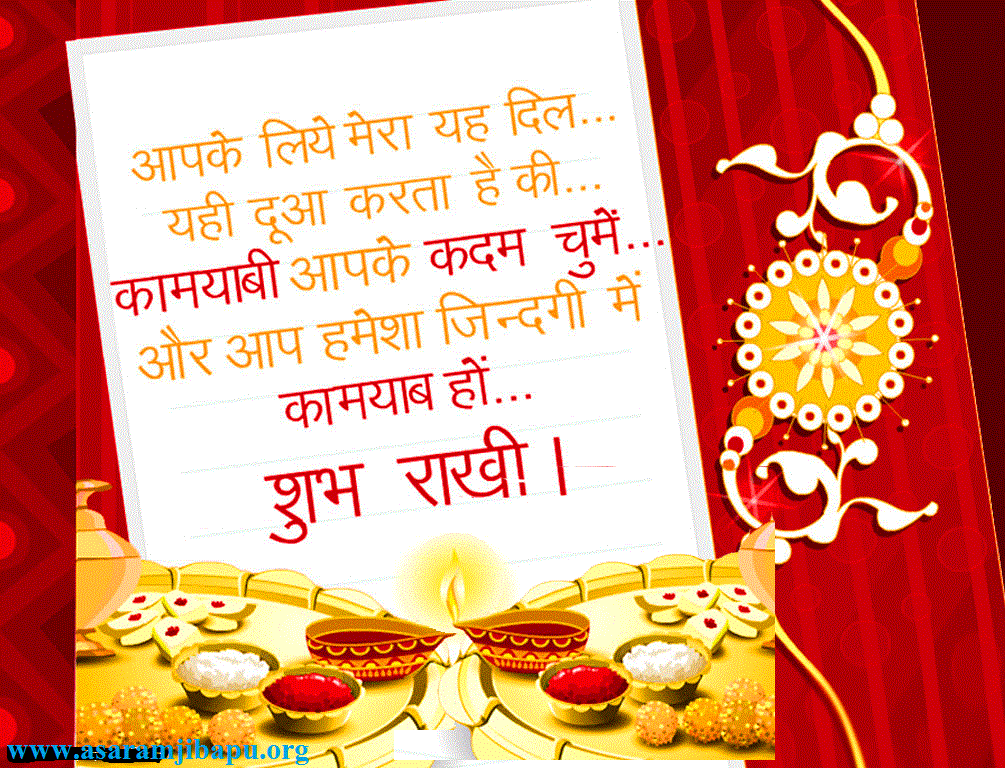 आपके लिये मेरा यह दिल...
यही दूआ करता है की...
कामयाबी आपके कदम चुमें...
और आप हमेशा जिन्दगी में
कामयाब हों...
शुभ राखी! ।
www.asaramjibapu.org